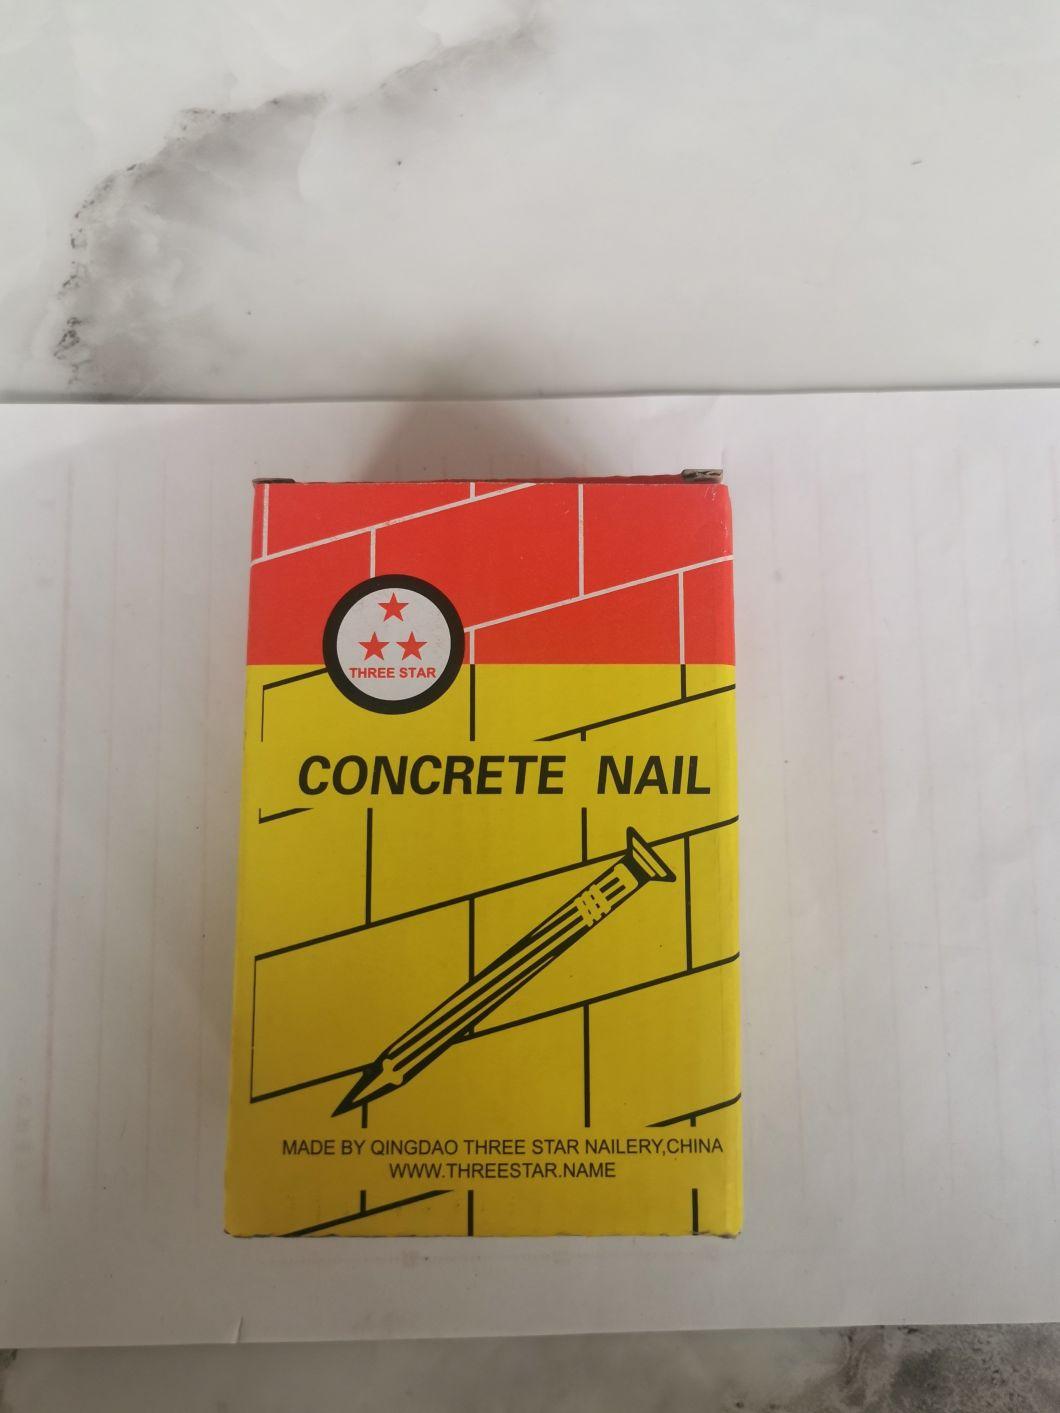 THREE STAR
CONCRETE NAIL
MADE BY QINGDAO THREE STAR NAILERY,CHINA
WWW.THREESTAR.NAME